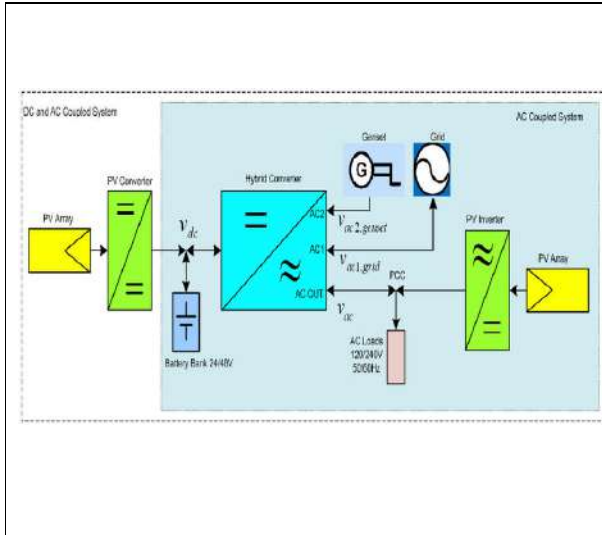 DC and AC Coupled System
AC Coupled System
Genset
Grid
G
PV Converter
Hybrid Converter
PV Array
v_dc
AC2
v_ac2,genset
PV Inverter
AC1
v_ac1,grid
PV Array
PCC
AC OUT
v_ac
Battery Bank 24/48V
AC Loads
120/240V
50/60Hz